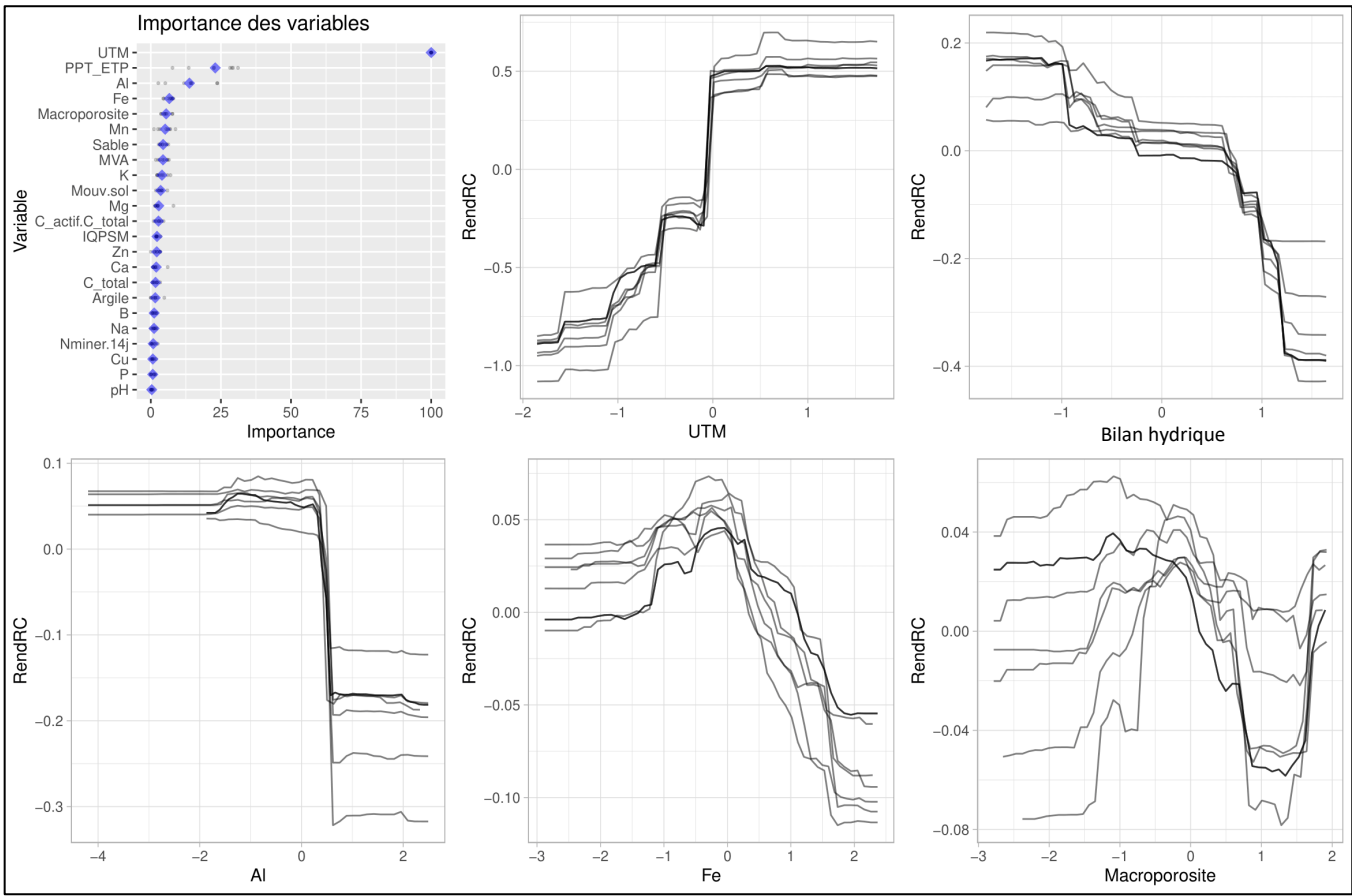 Importance des variables
Variable
UTM
PPT_ETP
Al
Fe
Macroporosite
Mn
Sable
MVA
K
Mouv.sol
Mg
C_actif.C_total
IQPSM
Zn
Ca
C_total
Argile
B
Na
Nminer.14j
Cu
P
pH
0 25 50 75 100
Importance
RendRC
0.5
0.0
−0.5
−1.0
−2 −1 0 1
UTM
RendRC
0.2
0.0
−0.2
−0.4
−1 0 1
Bilan hydrique
RendRC
0.1
0.0
−0.1
−0.2
−0.3
−4 −2 0 2
Al
RendRC
0.05
0.00
−0.05
−0.10
−3 −2 −1 0 1 2
Fe
RendRC
0.04
0.00
−0.04
−0.08
−3 −2 −1 0 1 2
Macroporosite